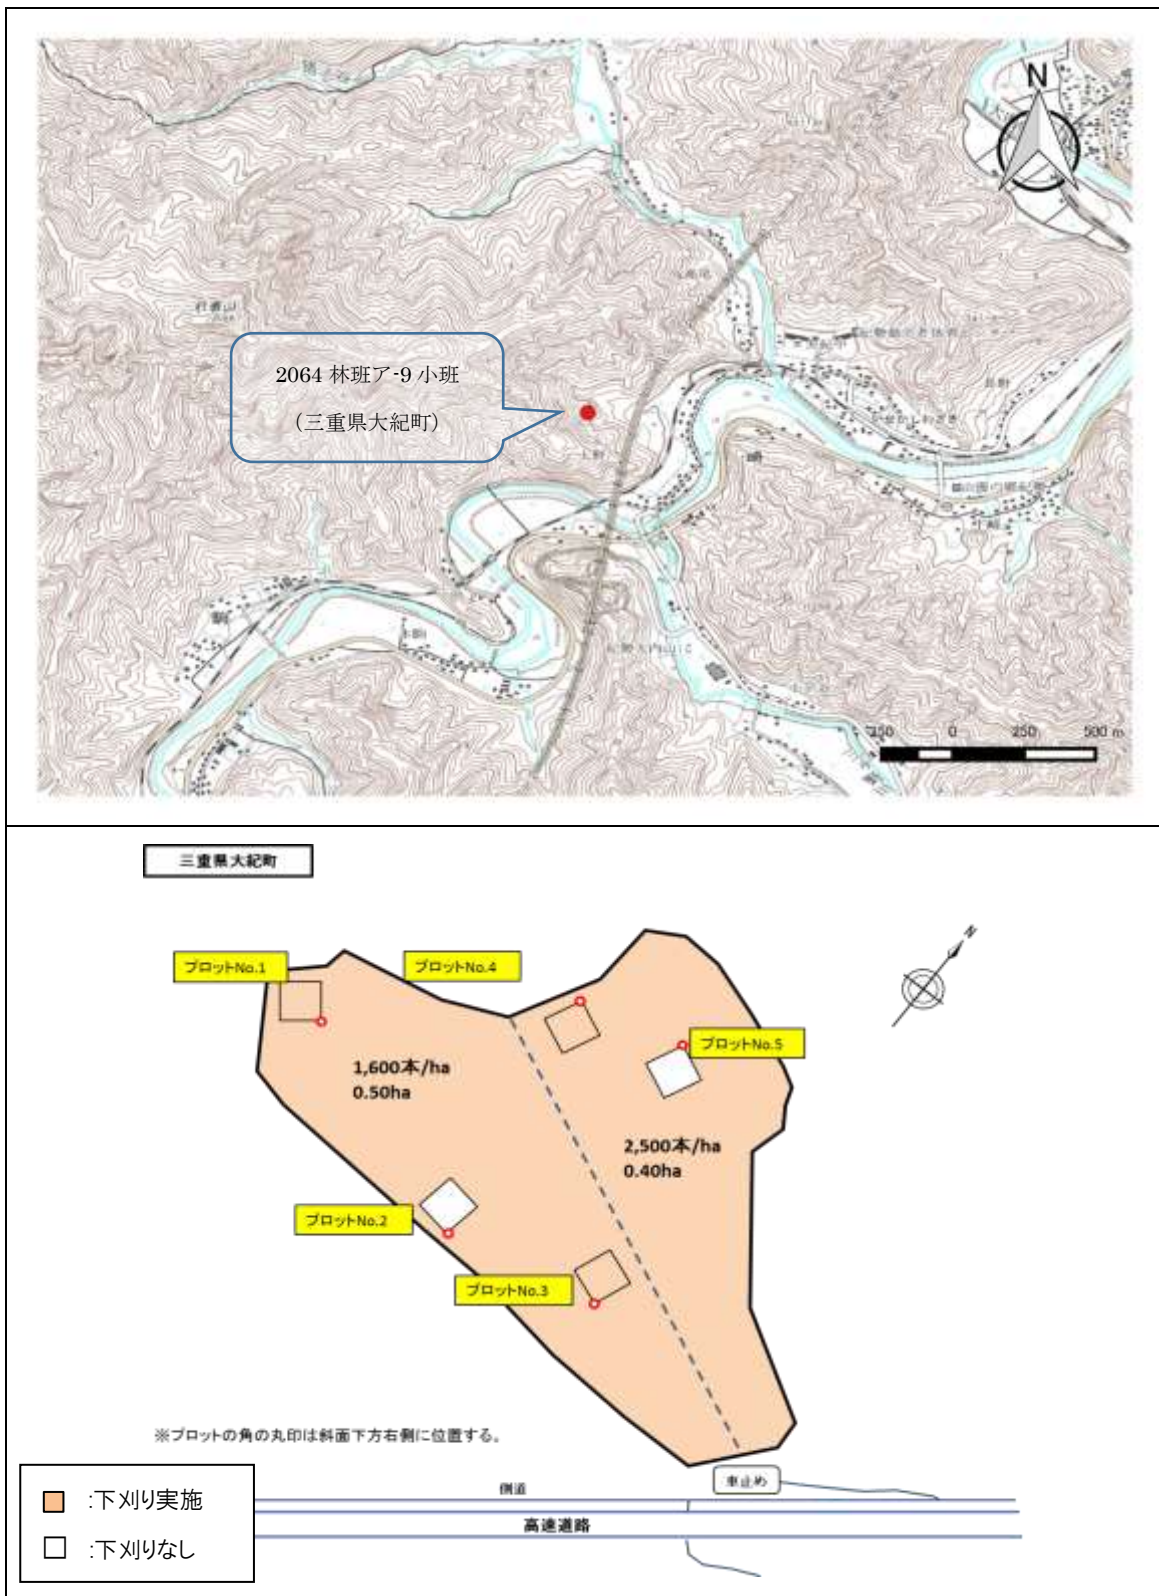 N
2064 林班ア-9 小班
(三重県大紀町)
250 0 250 500 m
三重県大紀町
N
プロットNo.1
プロットNo.4
プロットNo.5
1,600本/ha
0.50ha
2,500本/ha
0.40ha
プロットNo.2
プロットNo.3
※プロットの角の丸印は斜面下方右側に位置する。
車止め
側道
高速道路
:下刈り実施
:下刈りなし